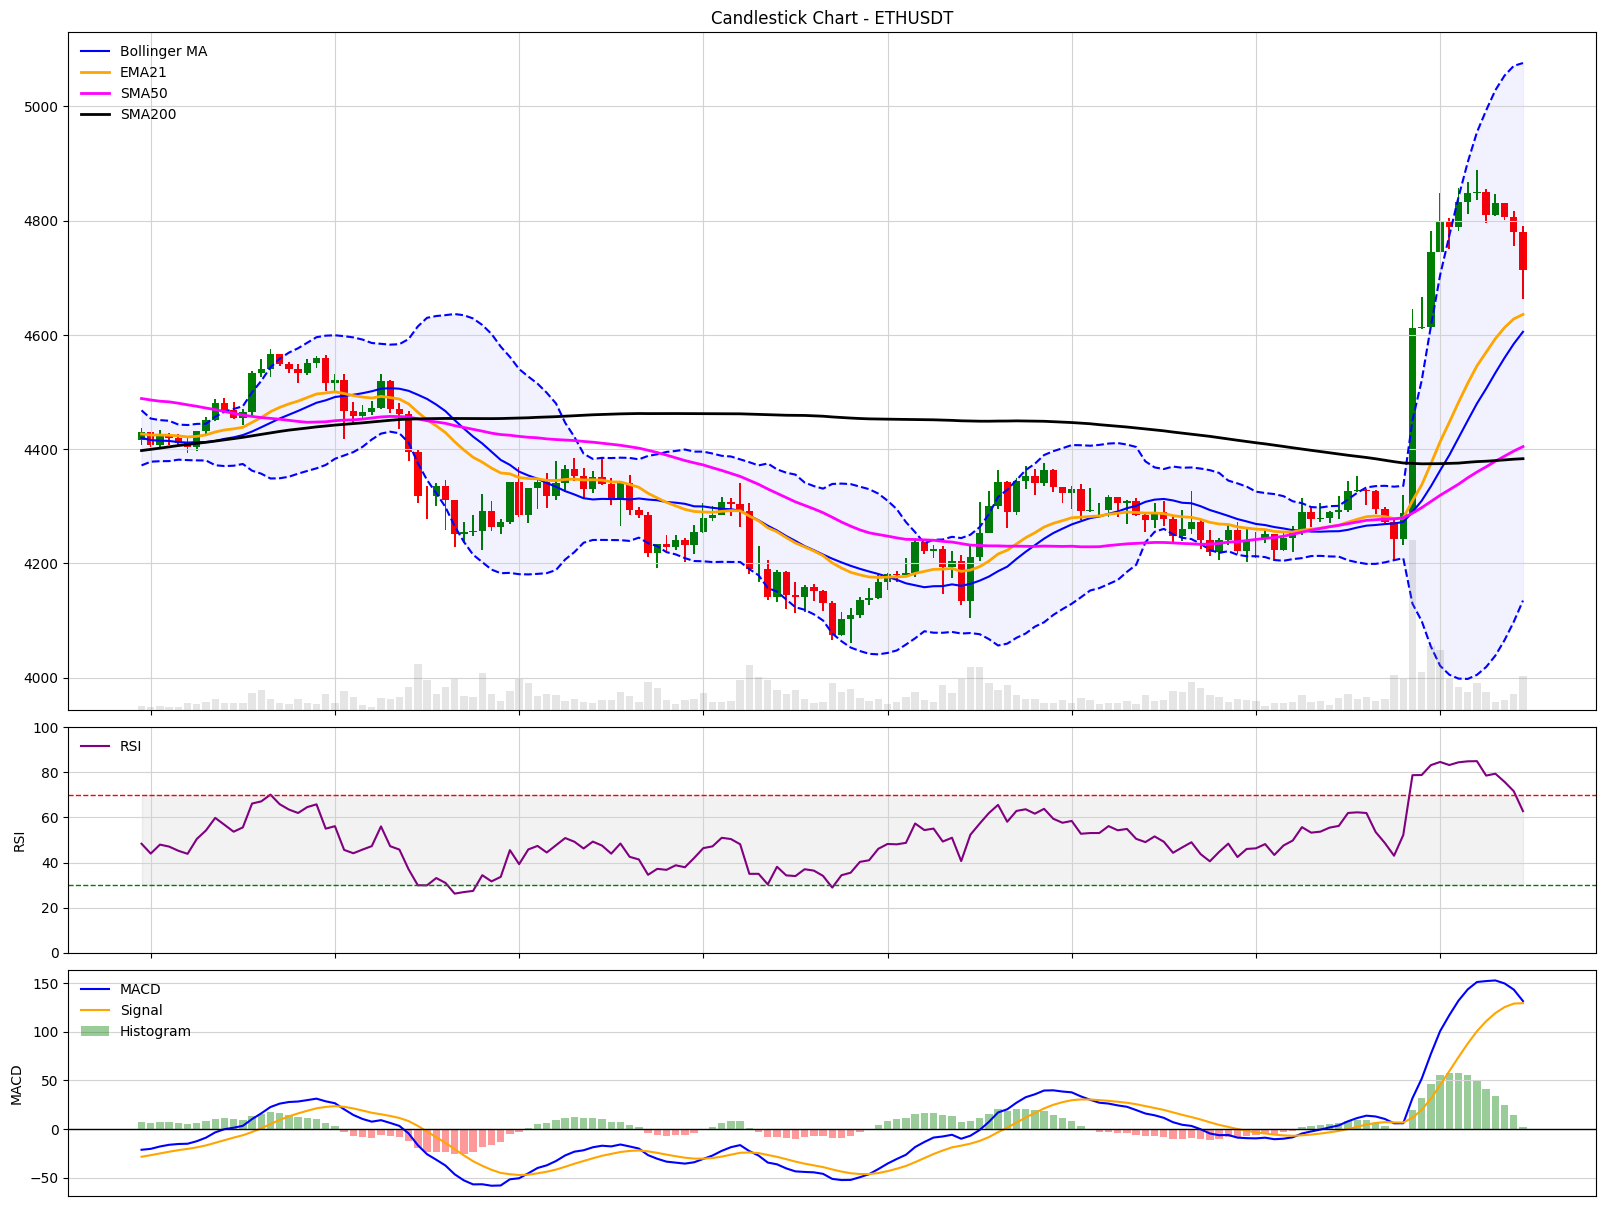 Candlestick Chart - ETHUSDT
Bollinger MA
EMA21
SMA50
SMA200
5000
4800
4600
4400
4200
4000
RSI
100
80
60
40
20
0
RSI
MACD
Signal
Histogram
150
100
50
0
−50
MACD